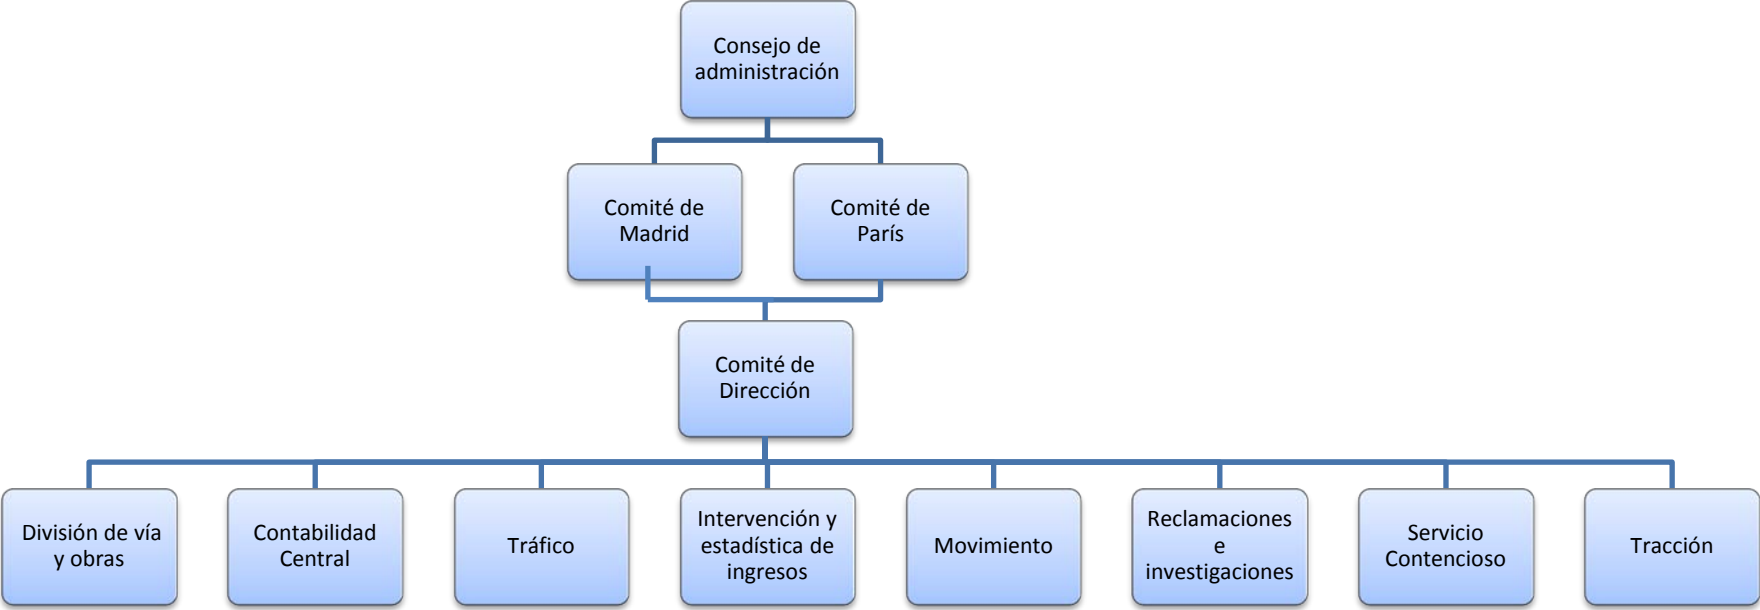 Consejo de
administración
Comité de
Madrid
Comité de
París
Comité de
Dirección
División de vía
y obras
Contabilidad
Central
Tráfico
Intervención y
estadística de
ingresos
Movimiento
Reclamaciones
e
investigaciones
Servicio
Contencioso
Tracción